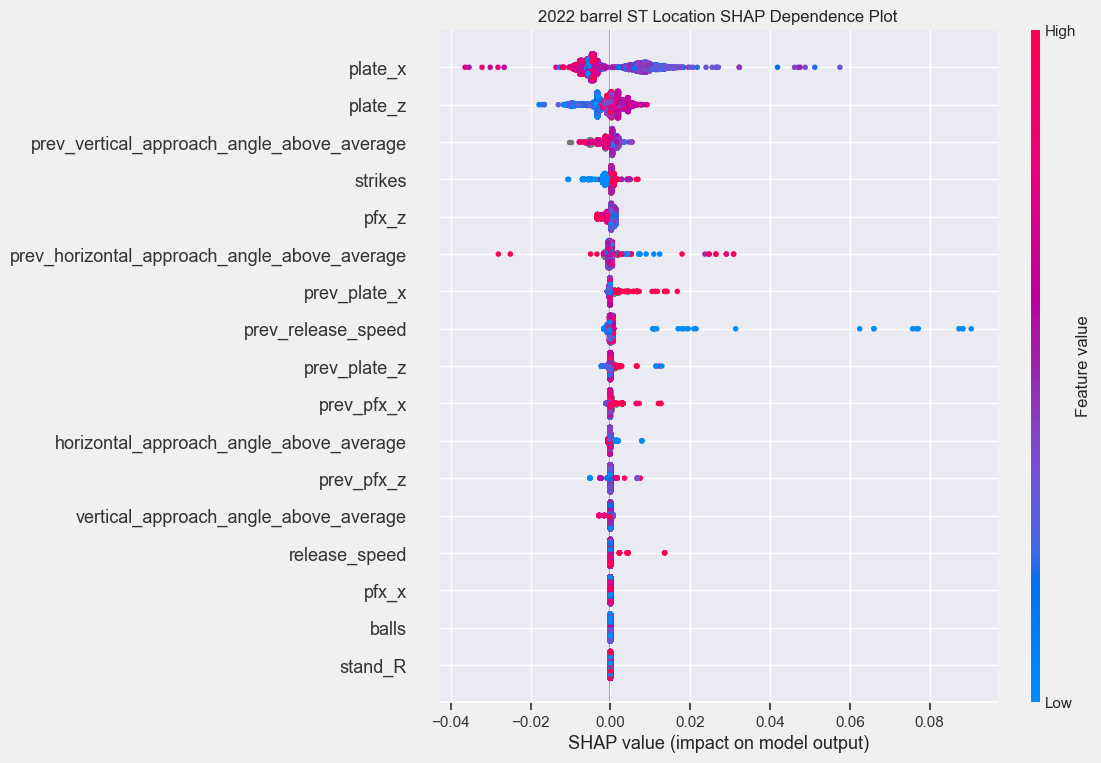 2022 barrel ST Location SHAP Dependence Plot
High
plate_x
plate_z
prev_vertical_approach_angle_above_average
strikes
pfx_z
prev_horizontal_approach_angle_above_average
prev_plate_x
prev_release_speed
prev_plate_z
prev_pfx_x
horizontal_approach_angle_above_average
prev_pfx_z
vertical_approach_angle_above_average
release_speed
pfx_x
balls
stand_R
Feature value
Low
−0.04 −0.02 0.00 0.02 0.04 0.06 0.08
SHAP value (impact on model output)